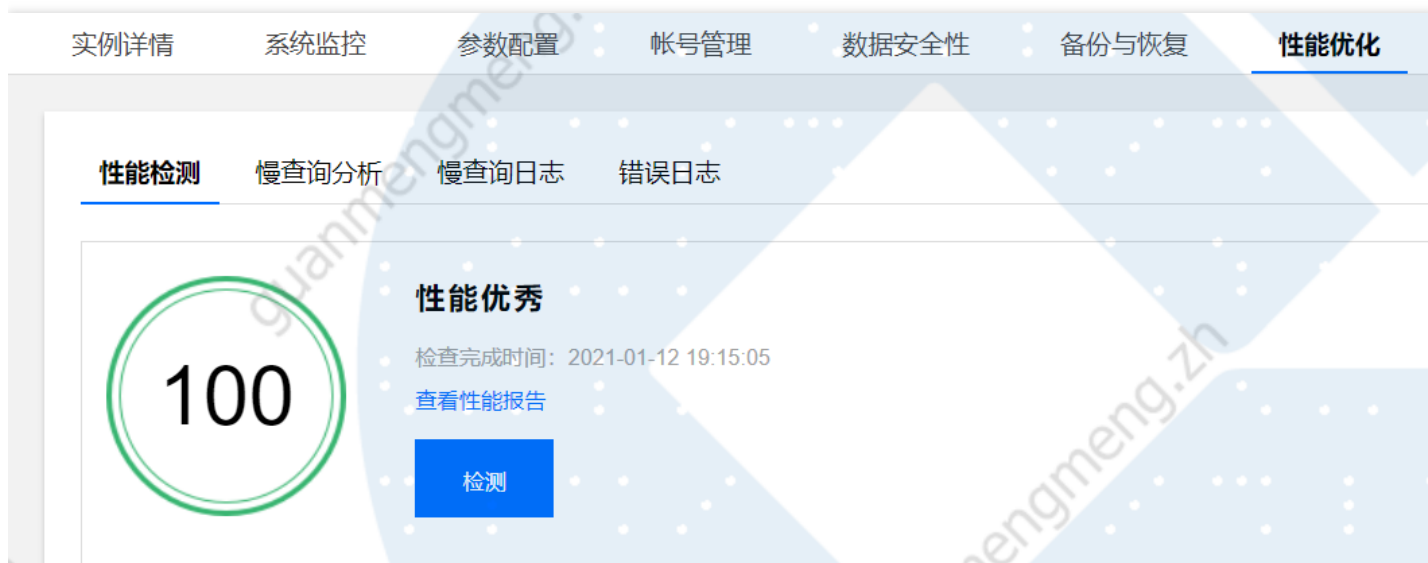 实例详情 系统监控 参数配置 帐号管理 数据安全性 备份与恢复 性能优化
性能检测 慢查询分析 慢查询日志 错误日志
性能优秀
100
检查完成时间：2021-01-12 19:15:05
查看性能报告
检测
guanmengmeng.
engmeng.zh